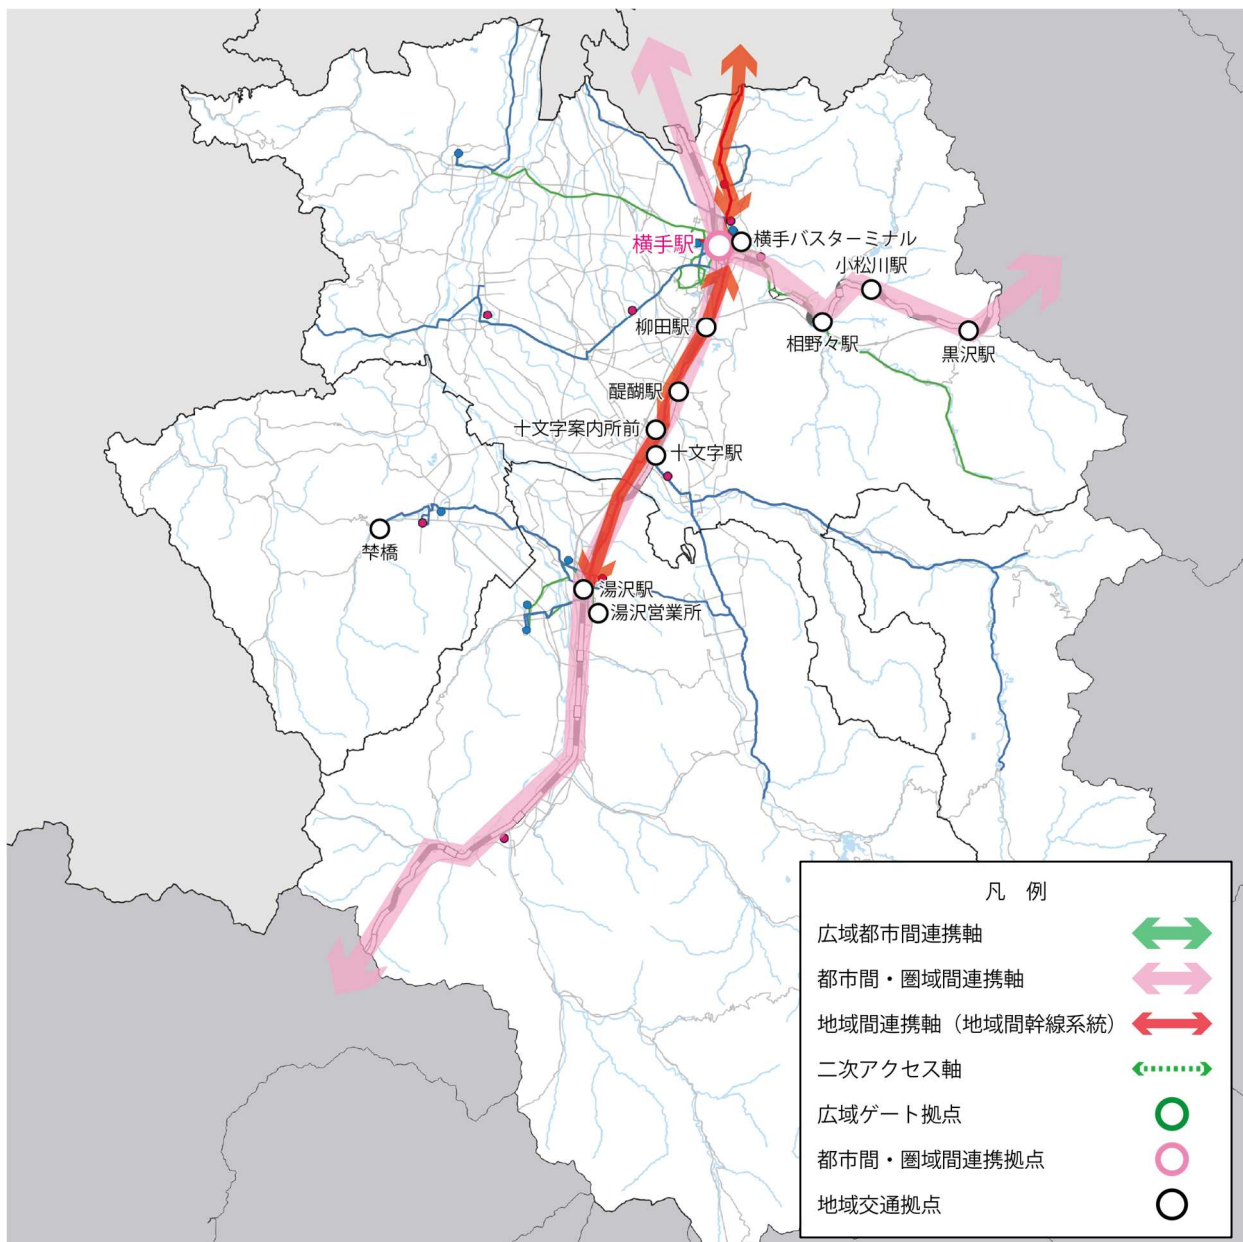 横手駅
横手バスターミナル
小松川駅
柳田駅
相野々駅
黒沢駅
醍醐駅
十文字案内所前
十文字駅
梺橋
湯沢駅
湯沢営業所
凡 例
広域都市間連携軸
都市間・圏域間連携軸
地域間連携軸（地域間幹線系統）
二次アクセス軸
広域ゲート拠点
都市間・圏域間連携拠点
地域交通拠点